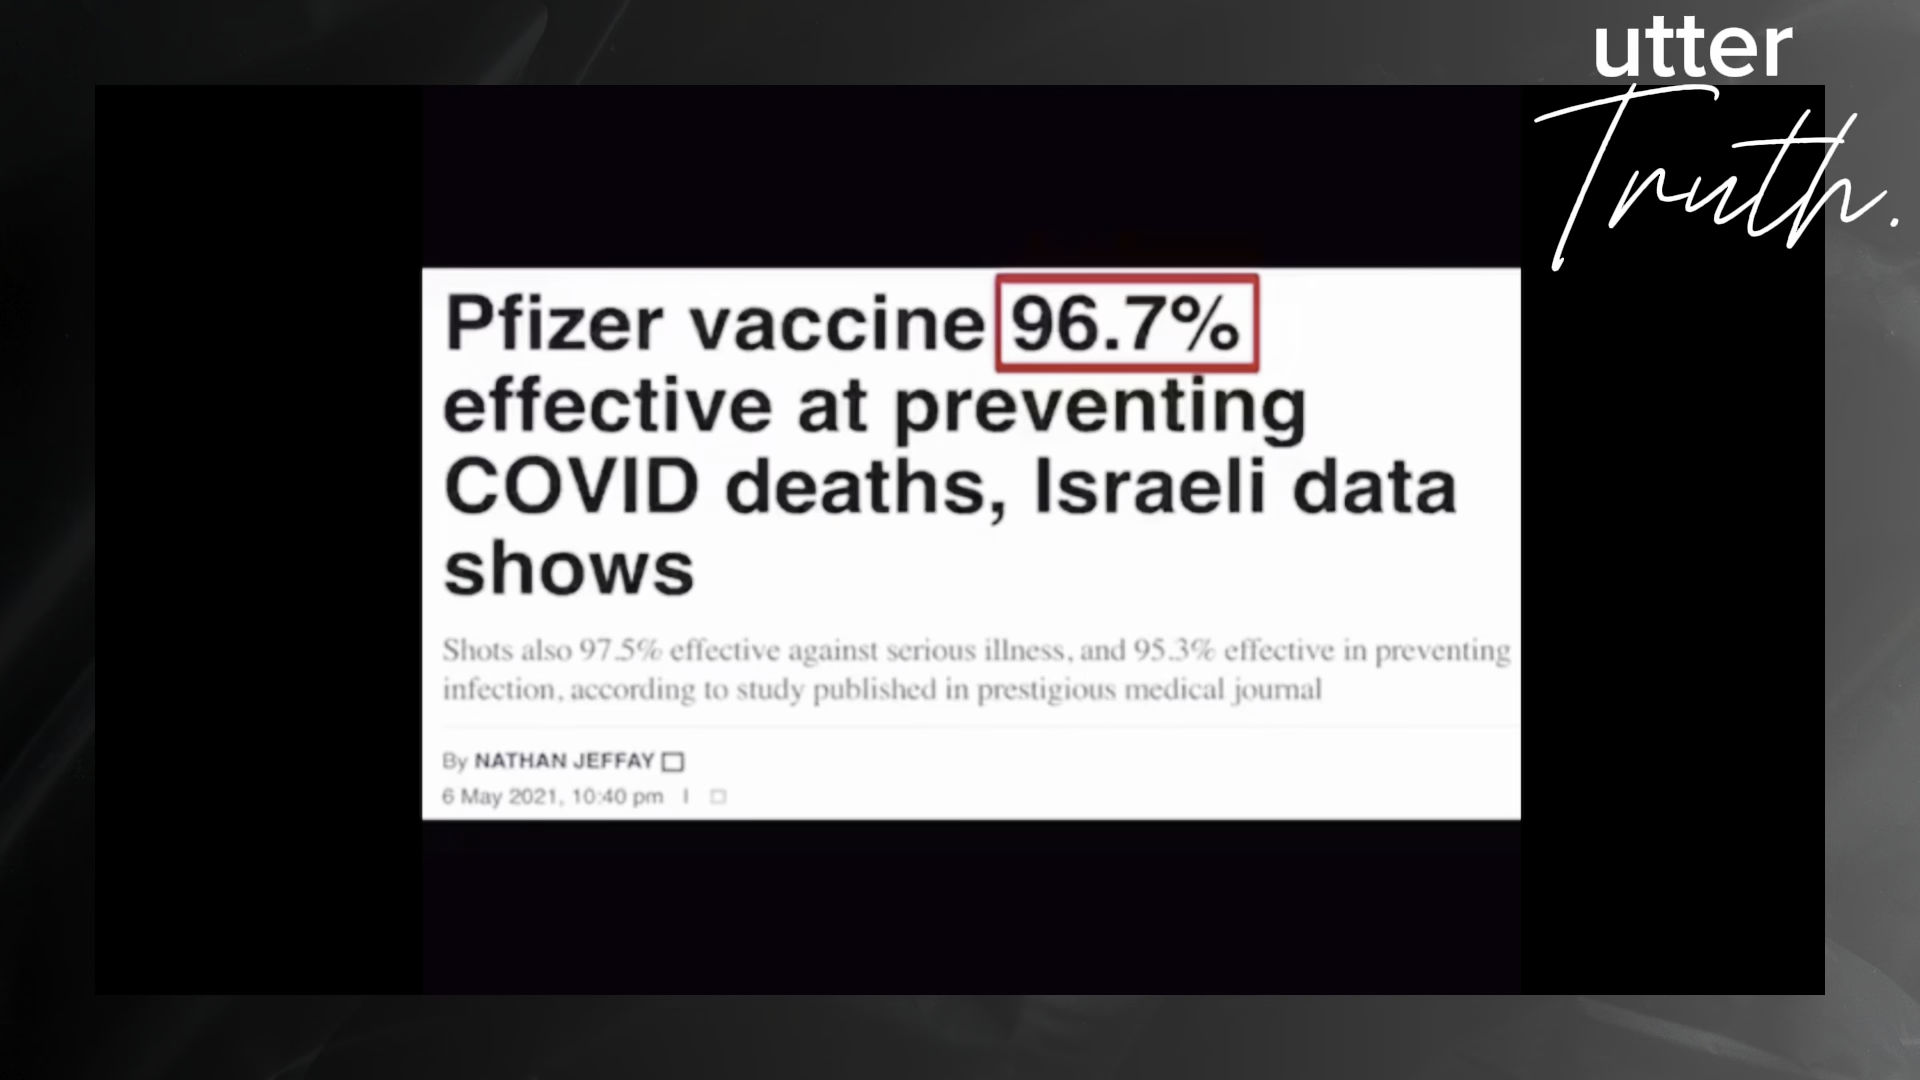 utter
Truth.
Pfizer vaccine 96.7%
effective at preventing
COVID deaths, Israeli data
shows
Shots also 97.5% effective against serious illness, and 95.3% effective in preventing
infection, according to study published in prestigious medical journal
By NATHAN JEFFAY
6 May 2021, 10:40 pm |